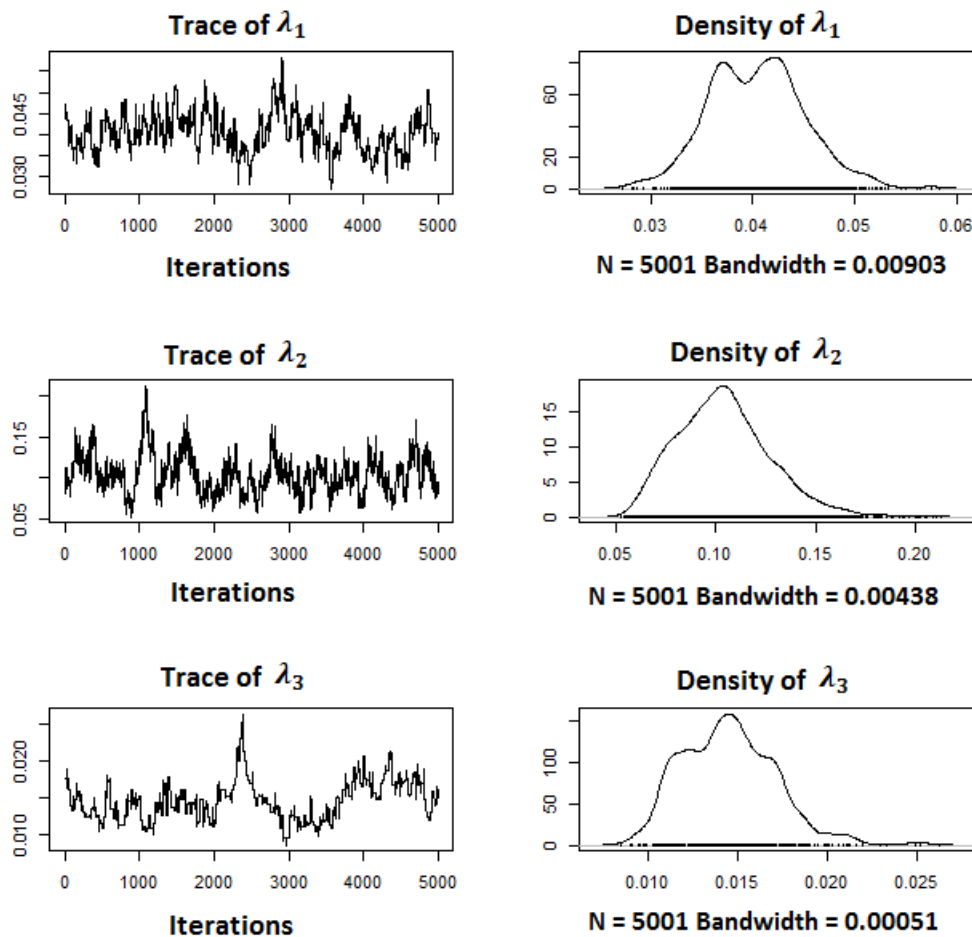 Trace of λ₁
Density of λ₁
0.045
0.030
0 1000 2000 3000 4000 5000
Iterations
60
20
0
0.03 0.04 0.05 0.06
N = 5001 Bandwidth = 0.00903
Trace of λ₂
Density of λ₂
0.15
0.05
0 1000 2000 3000 4000 5000
Iterations
15
10
5
0
0.05 0.10 0.15 0.20
N = 5001 Bandwidth = 0.00438
Trace of λ₃
Density of λ₃
0.020
0.010
0 1000 2000 3000 4000 5000
Iterations
100
50
0
0.010 0.015 0.020 0.025
N = 5001 Bandwidth = 0.00051